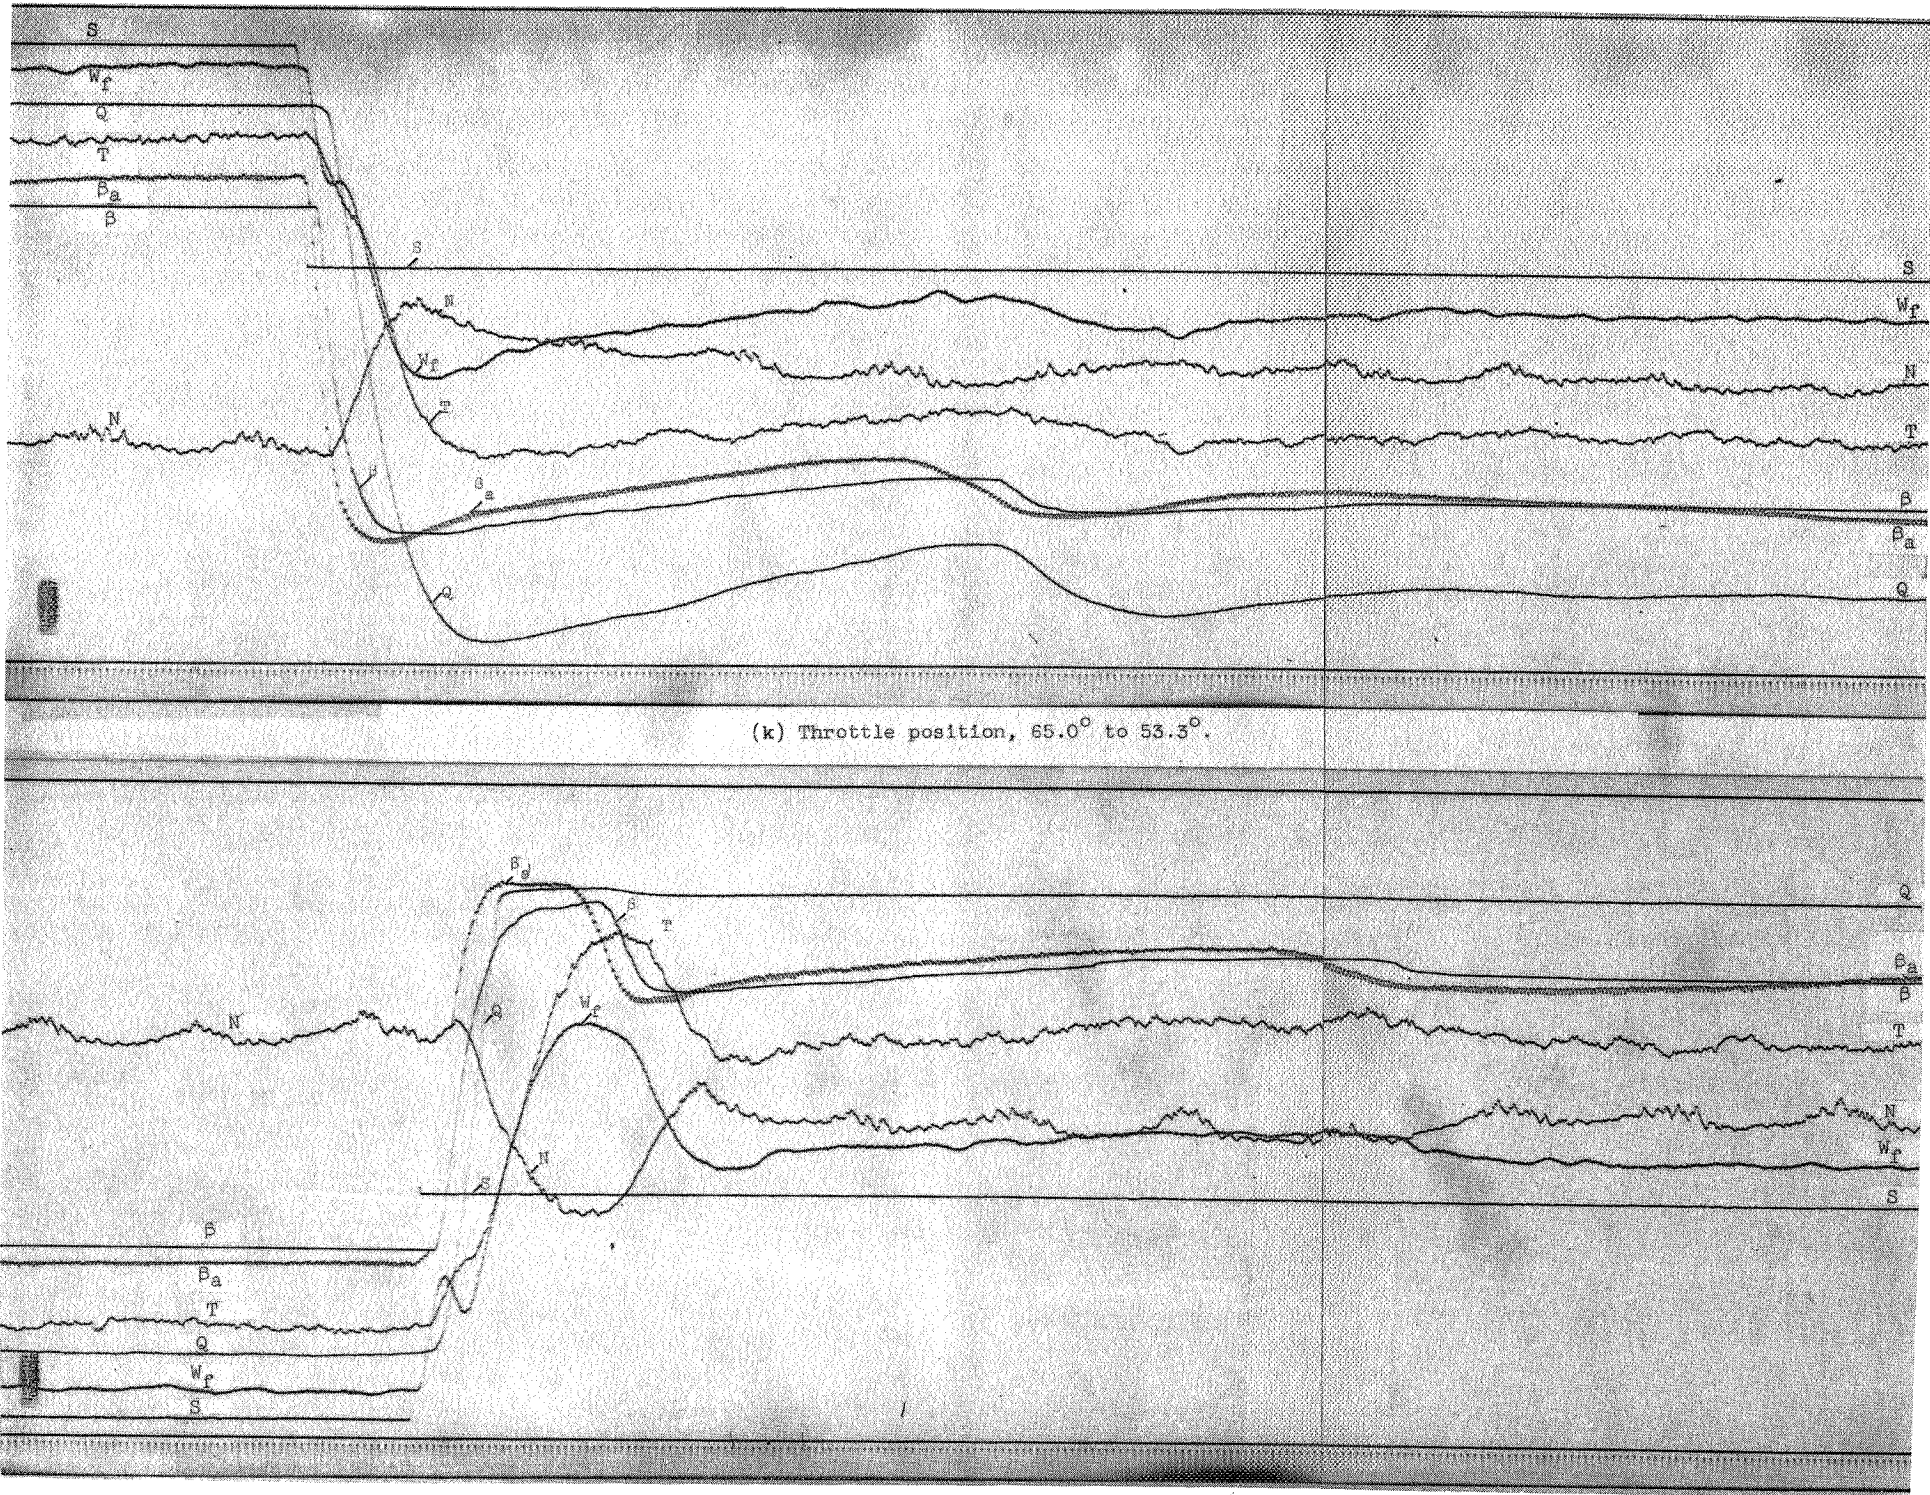 S
W_f
Q
T
β_a
β
S
S
N
W_f
W_f
N
N
T
T
β
β_a
β
β_a
Q
Q
(k) Throttle position, 65.0° to 53.3°.
β_a
Q
β
T
β_a
W_f
β
Q
N
T
N
N
W_f
S
S
β
β_a
T
Q
W_f
S